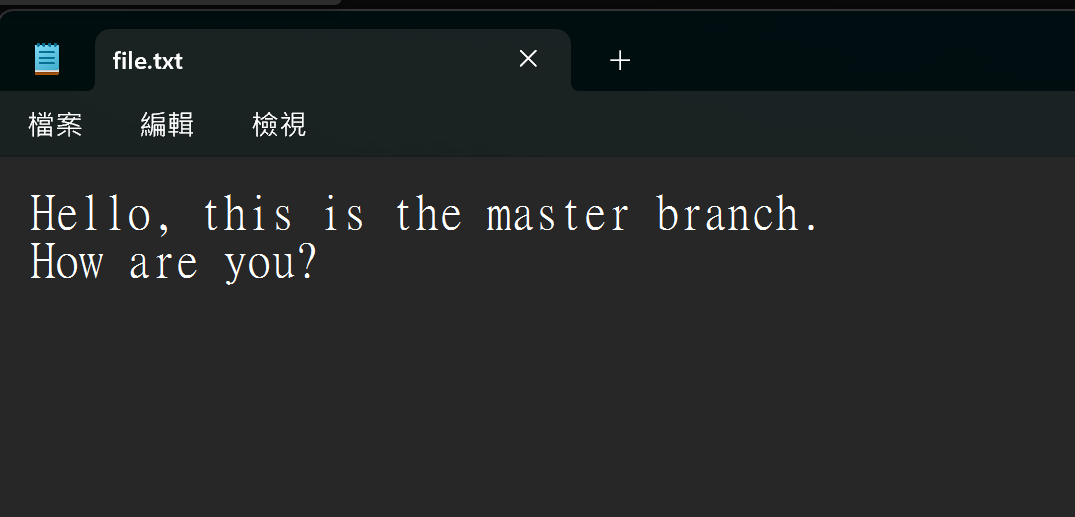 file.txt
檔案 編輯 檢視
Hello, this is the master branch.
How are you?